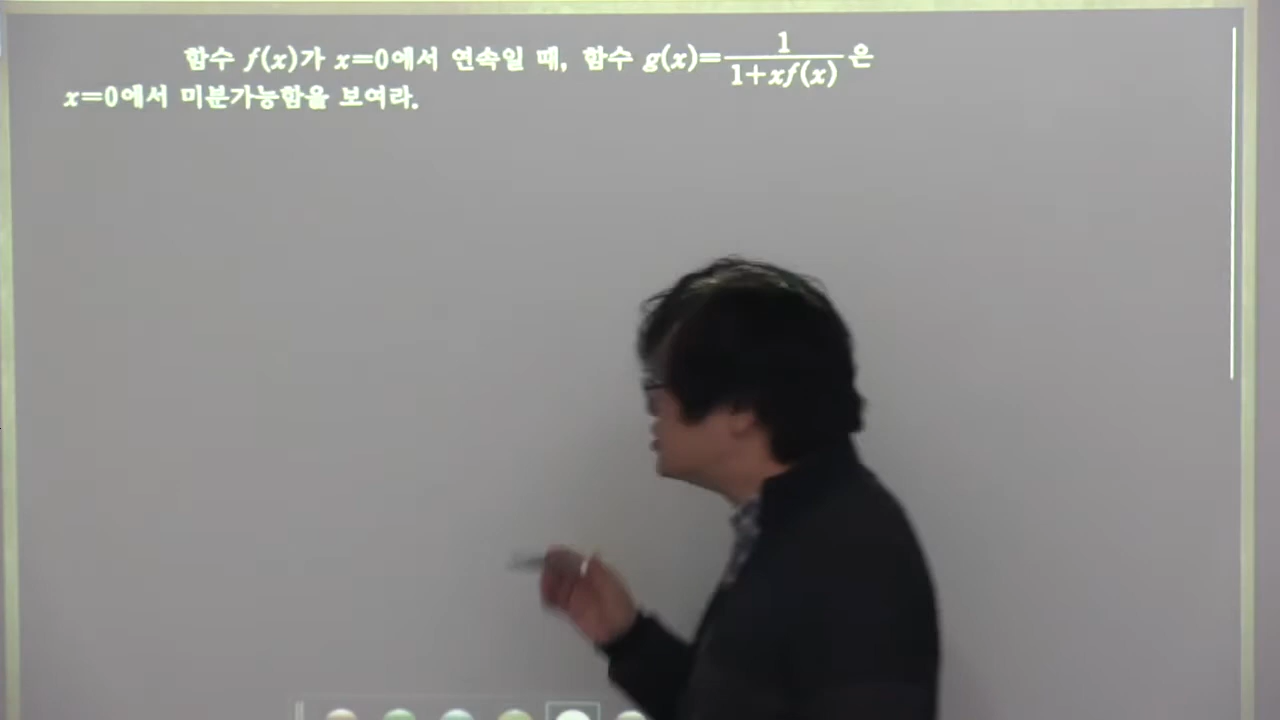 함수 f(x)가 x=0에서 연속일 때, 함수 g(x)=\frac{1}{1+xf(x)}은
x=0에서 미분가능함을 보여라.